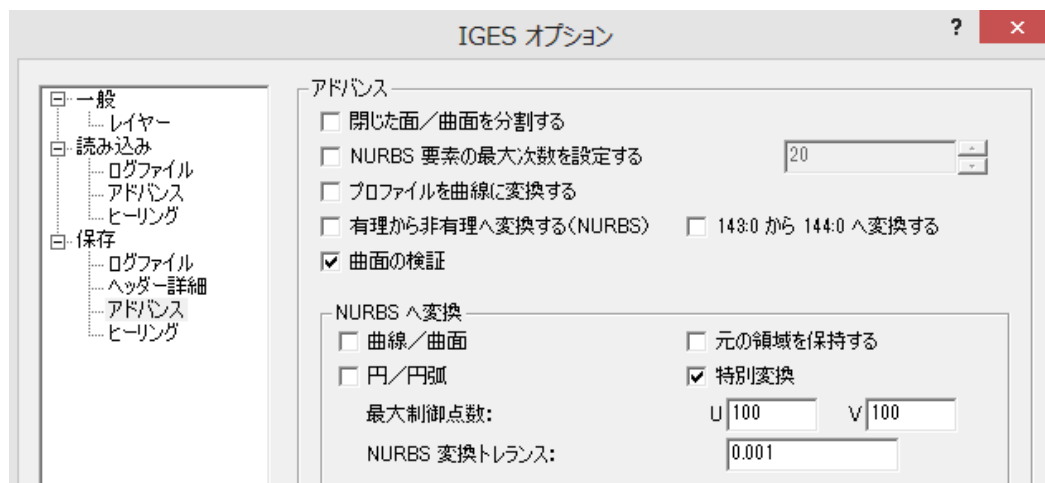 IGES オプション ? ×
一般
レイヤー
読み込み
ログファイル
アドバンス
ヒーリング
保存
ログファイル
ヘッダー詳細
アドバンス
ヒーリング
アドバンス
閉じた面／曲面を分割する
NURBS 要素の最大次数を設定する 20
プロファイルを曲線に変換する
有理から非有理へ変換する(NURBS) 143:0 から 144:0 へ変換する
曲面の検証
NURBS へ変換
曲線／曲面 元の領域を保持する
円／円弧 特別変換
最大制御点数: U 100 V 100
NURBS 変換トレランス: 0.001